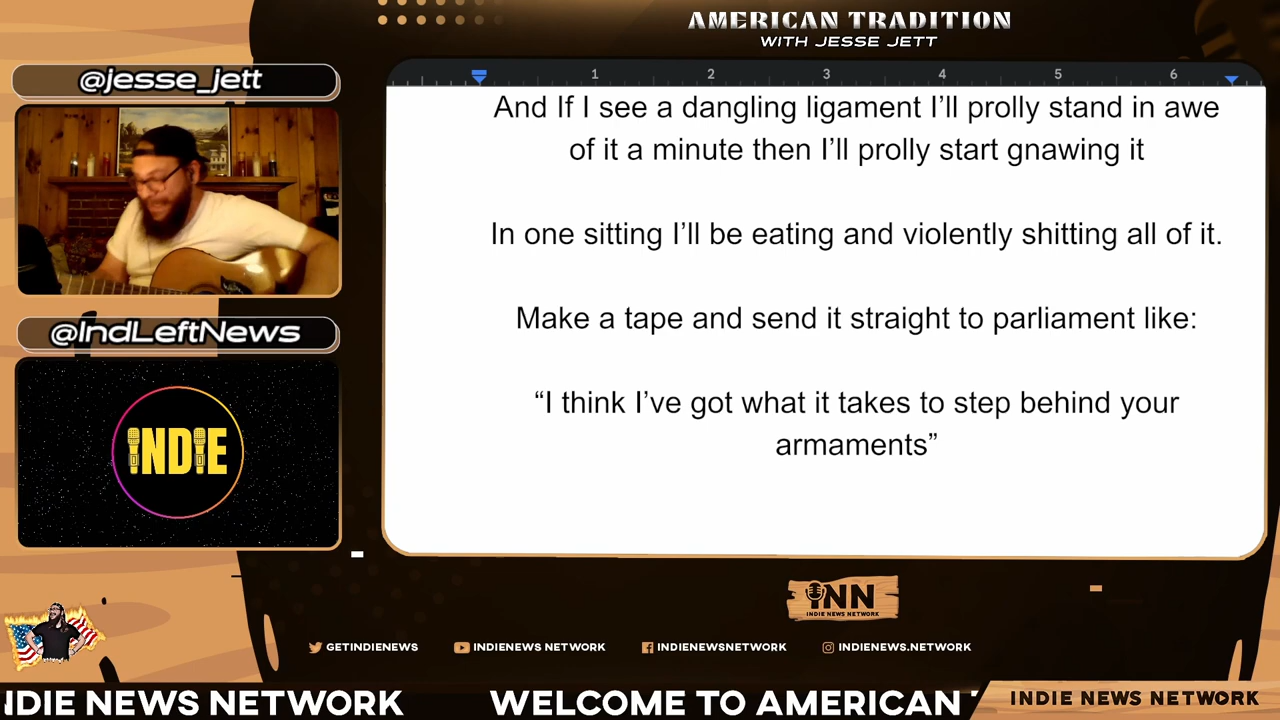 AMERICAN TRADITION
WITH JESSE JETT
@jesse_jett
1 2 3 4 5 6
And If I see a dangling ligament I’ll prolly stand in awe
of it a minute then I’ll prolly start gnawing it
In one sitting I’ll be eating and violently shitting all of it.
Make a tape and send it straight to parliament like:
“I think I’ve got what it takes to step behind your
armaments”
@IndLeftNews
INDIE
INN
INDIE NEWS NETWORK
GETINDIENEWS
INDIENEWS NETWORK
INDIENEWSNETWORK
INDIENEWS.NETWORK
NDIE NEWS NETWORK WELCOME TO AMERICAN
INDIE NEWS NETWORK